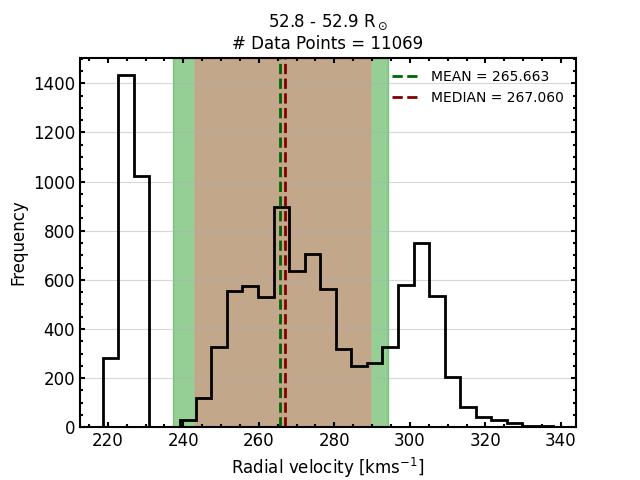 52.8 - 52.9 R⊙
# Data Points = 11069
MEAN = 265.663
MEDIAN = 267.060
1400
1200
1000
800
600
400
200
0
Frequency
220 240 260 280 300 320 340
Radial velocity [kms⁻¹]